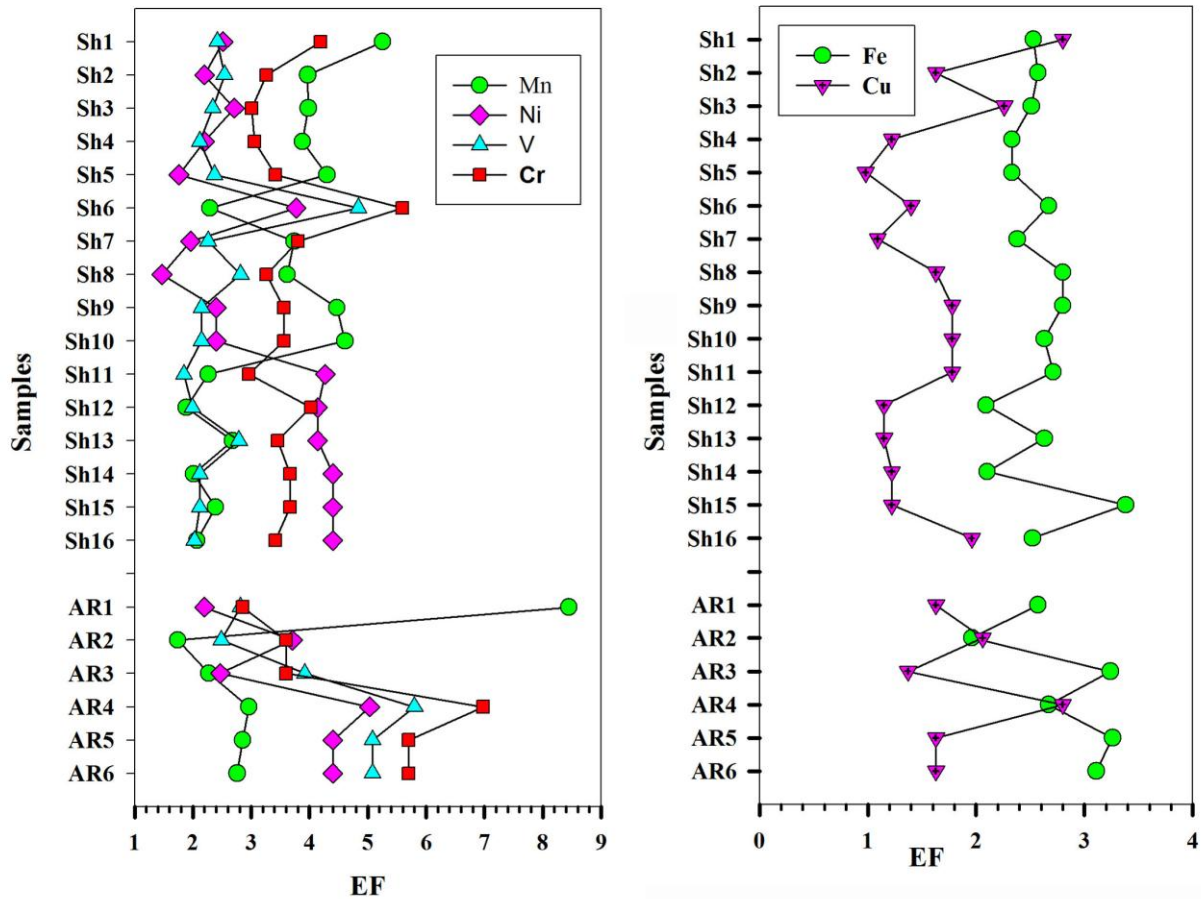 Samples
Sh1
Sh2
Sh3
Sh4
Sh5
Sh6
Sh7
Sh8
Sh9
Sh10
Sh11
Sh12
Sh13
Sh14
Sh15
Sh16
AR1
AR2
AR3
AR4
AR5
AR6
Mn
Ni
V
Cr
1 2 3 4 5 6 7 8 9
EF
Samples
Sh1
Sh2
Sh3
Sh4
Sh5
Sh6
Sh7
Sh8
Sh9
Sh10
Sh11
Sh12
Sh13
Sh14
Sh15
Sh16
AR1
AR2
AR3
AR4
AR5
AR6
Fe
Cu
0 1 2 3 4
EF